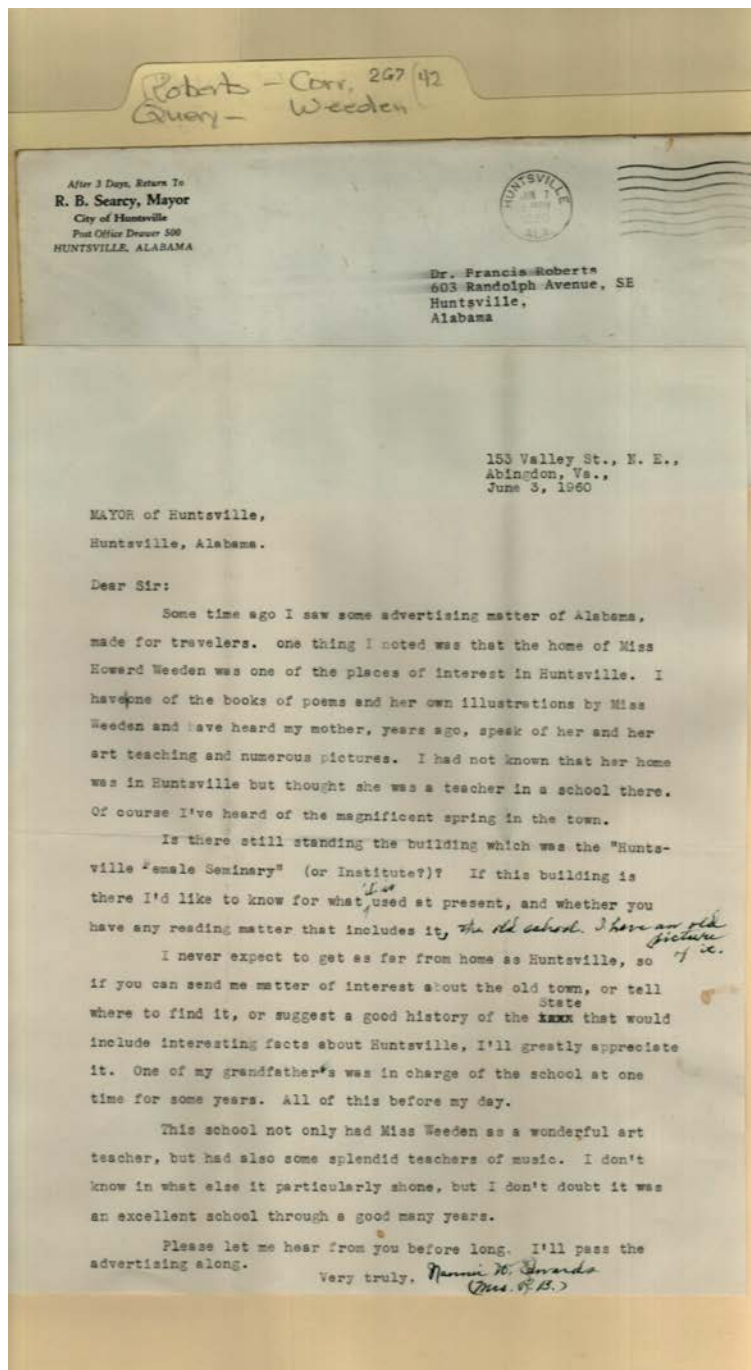 Roberts - Corr. 2G7/42
Query - Weeden
After 3 Days, Return To
R. B. Searcy, Mayor
City of Huntsville
Post Office Drawer 500
HUNTSVILLE, ALABAMA
HUNTSVILLE
ALA.
Dr. Francis Roberts
603 Randolph Avenue, SE
Huntsville,
Alabama
153 Valley St., N. E.,
Abingdon, Va.,
June 3, 1960
MAYOR of Huntsville,
Huntsville, Alabama.
Dear Sir:
Some time ago I saw some advertising matter of Alabama,
made for travelers. one thing I noted was that the home of Miss
Howard Weeden was one of the places of interest in Huntsville. I
have one of the books of poems and her own illustrations by Miss
Weeden and have heard my mother, years ago, speak of her and her
art teaching and numerous pictures. I had not known that her home
was in Huntsville but thought she was a teacher in a school there.
Of course I've heard of the magnificent spring in the town.
Is there still standing the building which was the "Hunts-
ville Female Seminary" (or Institute?)? If this building is
there I'd like to know for what used at present, and whether you
have any reading matter that includes it, the old school. I have an old
picture
of it.
I never expect to get as far from home as Huntsville, so
if you can send me matter of interest about the old town, or tell
State
where to find it, or suggest a good history of the xxxx that would
include interesting facts about Huntsville, I'll greatly appreciate
it. One of my grandfather's was in charge of the school at one
time for some years. All of this before my day.
This school not only had Miss Weeden as a wonderful art
teacher, but had also some splendid teachers of music. I don't
know in what else it particularly shone, but I don't doubt it was
an excellent school through a good many years.
Please let me hear from you before long. I'll pass the
advertising along.
Very truly, Nannie W. Edwards
(Mrs. R.B.)